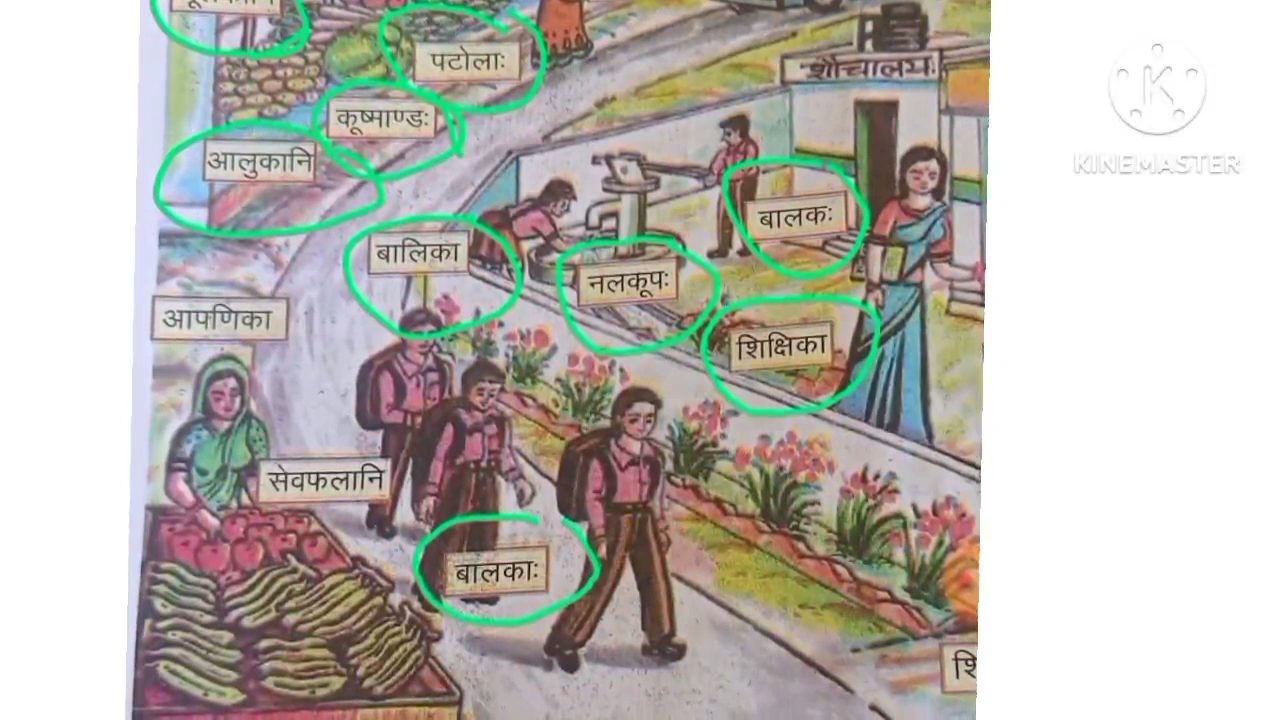 पटोलाः
शौचालयः
कूष्माण्डः
आलुकानि
बालकः
बालिका
नलकूपः
आपणिका
शिक्षिका
सेवफलानि
बालकाः
शि
K
KINEMASTER